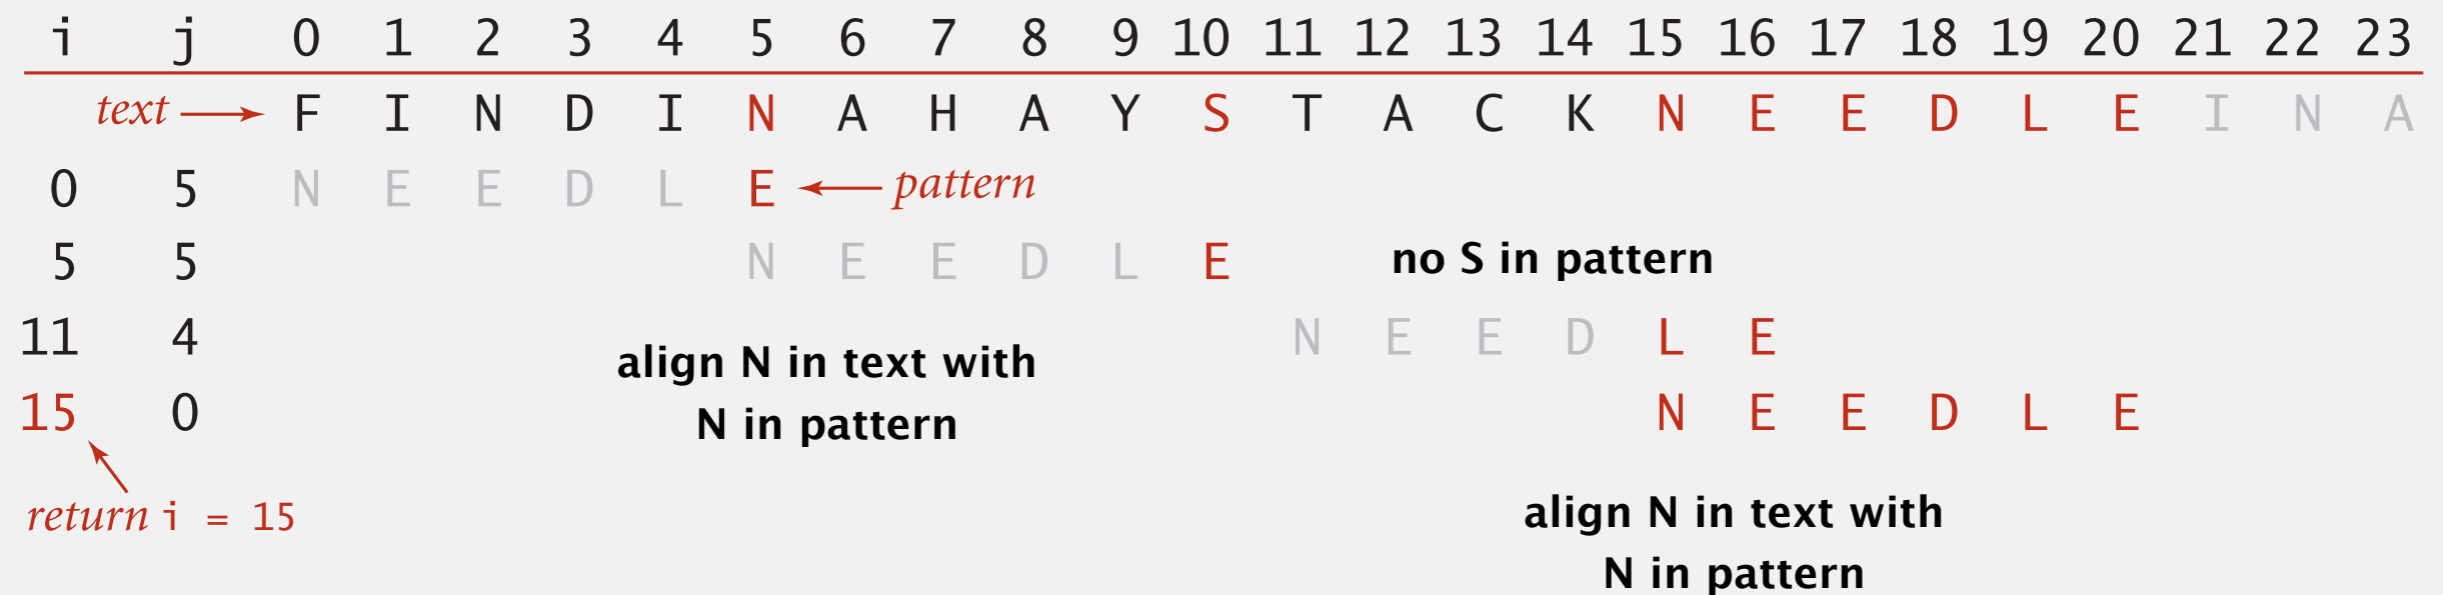 i j 0 1 2 3 4 5 6 7 8 9 10 11 12 13 14 15 16 17 18 19 20 21 22 23
text F I N D I N A H A Y S T A C K N E E D L E I N A
0 5 N E E D L E pattern
5 5 N E E D L E no S in pattern
11 4 N E E D L E
align N in text with
15 0 N E E D L E
N in pattern
return i = 15
align N in text with
N in pattern